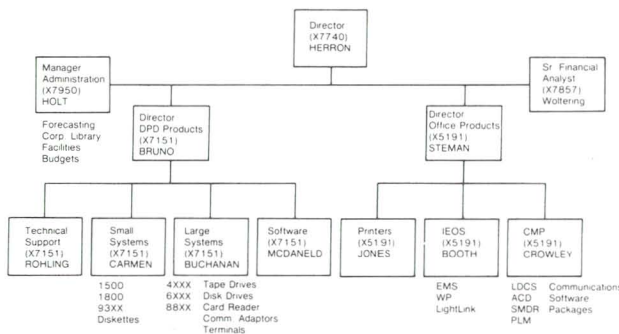 Director
(X7740)
HERRON
Manager
Administration
(X7950)
HOLT
Sr. Financial
Analyst
(X7857)
Woltering
Forecasting
Corp. Library
Facilities
Budgets
Director
DPD Products
(X7151)
BRUNO
Director
Office Products
(X5191)
STEMAN
Technical
Support
(X7151)
ROHLING
Small
Systems
(X7151)
CARMEN
Large
Systems
(X7151)
BUCHANAN
Software
(X7151)
MCDANELD
Printers
(X5191)
JONES
IEOS
(X5191)
BOOTH
CMP
(X5191)
CROWLEY
1500
1800
93XX
Diskettes
4XXX Tape Drives
6XXX Disk Drives
88XX Card Reader
Comm. Adaptors
Terminals
EMS
WP
LightLink
LDCS Communications
ACD Software
SMDR Packages
PLM